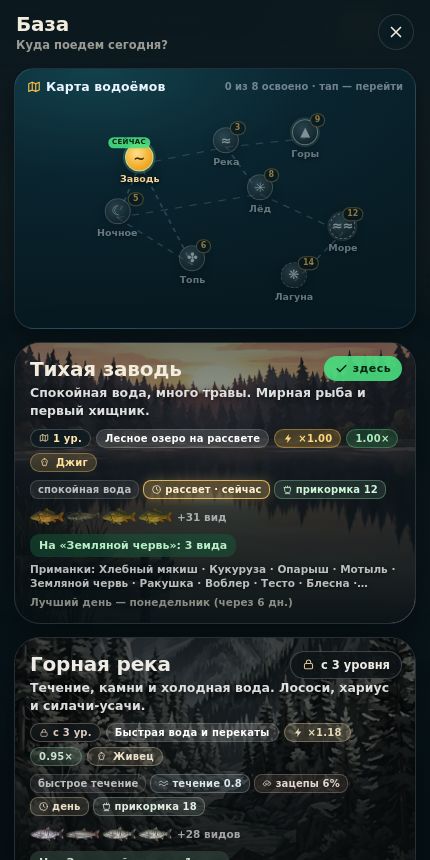 База
Куда поедем сегодня?
Карта водоёмов
0 из 8 освоено · тап — перейти
СЕЙЧАС
Заводь
3
Река
9
Горы
5
Ночное
8
Лёд
12
Море
6
Топь
14
Лагуна
Тихая заводь
здесь
Спокойная вода, много травы. Мирная рыба и
первый хищник.
1 ур. Лесное озеро на рассвете ×1.00 1.00×
Джиг
спокойная вода рассвет · сейчас прикормка 12
+31 вид
На «Земляной червь»: 3 вида
Приманки: Хлебный мякиш · Кукуруза · Опарыш · Мотыль ·
Земляной червь · Ракушка · Воблер · Тесто · Блесна ·…
Лучший день — понедельник (через 6 дн.)
Горная река
с 3 уровня
Течение, камни и холодная вода. Лососи, хариус
и силачи-усачи.
с 3 ур. Быстрая вода и перекаты ×1.18
0.95× Живец
быстрое течение течение 0.8 зацепы 6%
день прикормка 18
+28 видов